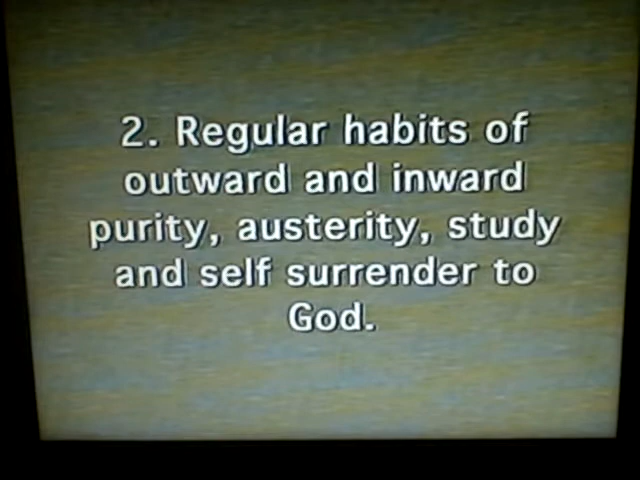 2. Regular habits of
outward and inward
purity, austerity, study
and self surrender to
God.